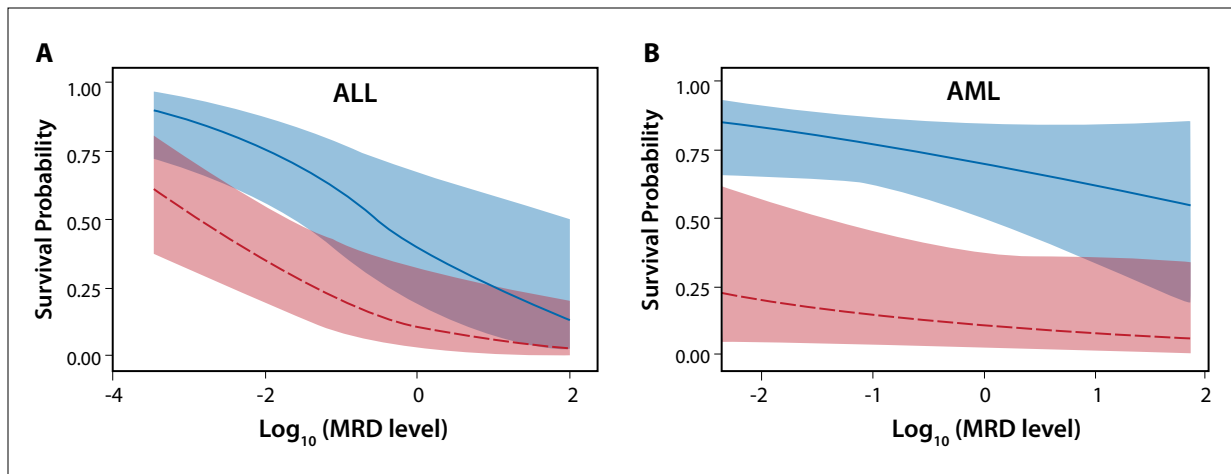 A
ALL
1.00
0.75
0.50
0.25
0.00
Survival Probability
-4
-2
0
2
Log10 (MRD level)
B
AML
1.00
0.75
0.50
0.25
0.00
Survival Probability
-2
-1
0
1
2
Log10 (MRD level)